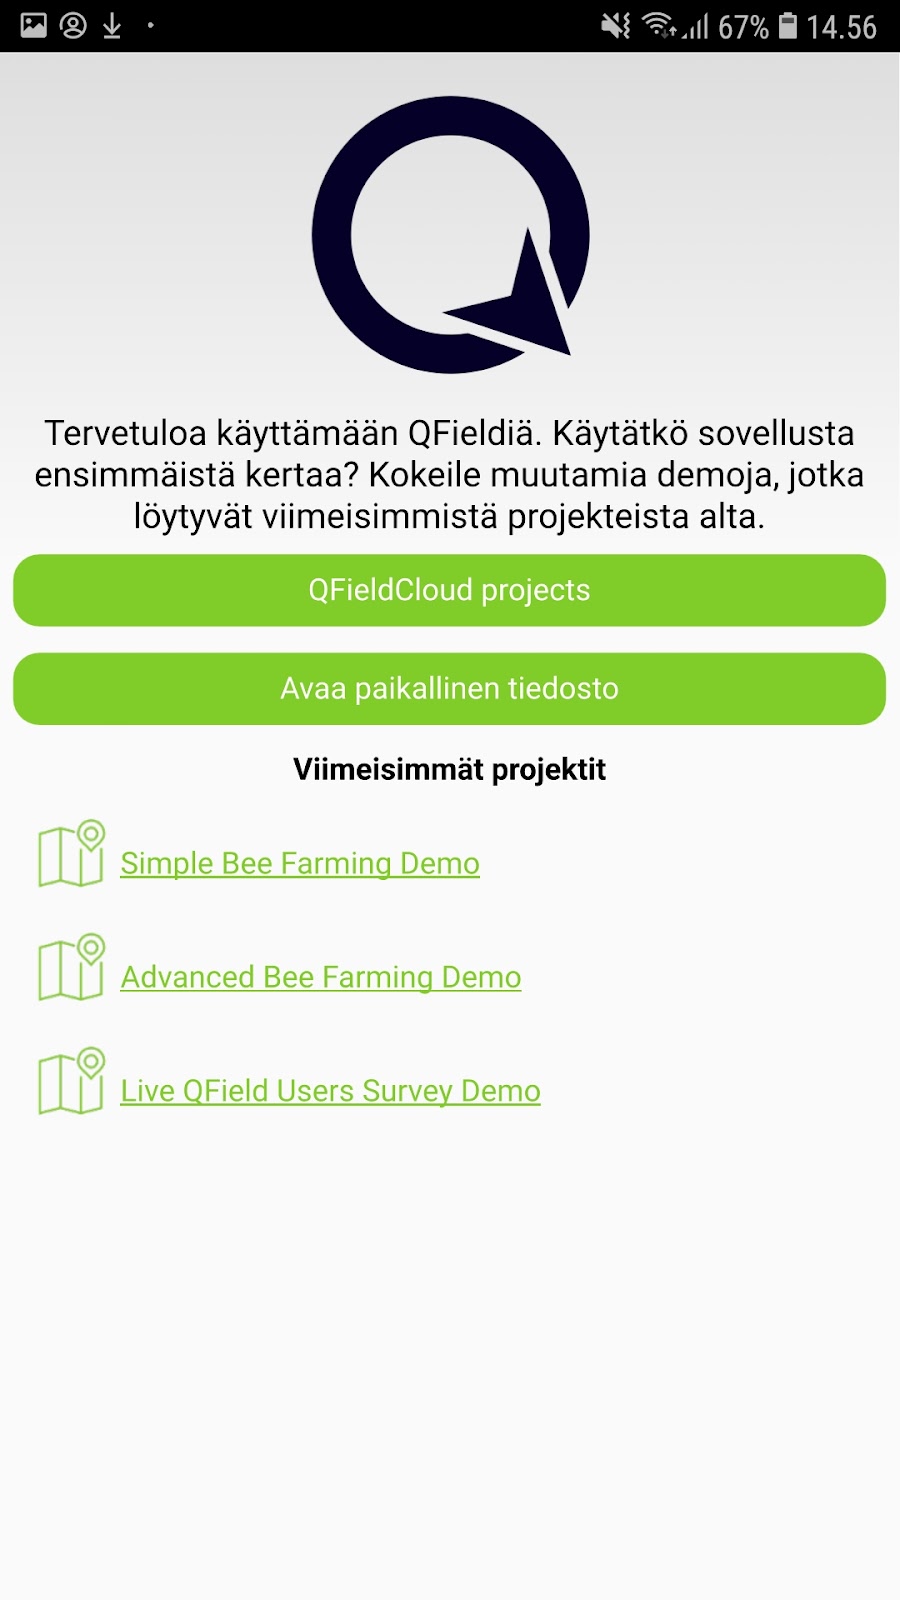 67% 14.56
Tervetuloa käyttämään QFieldiä. Käytätkö sovellusta
ensimmäistä kertaa? Kokeile muutamia demoja, jotka
löytyvät viimeisimmistä projekteista alta.
QFieldCloud projects
Avaa paikallinen tiedosto
Viimeisimmät projektit
Simple Bee Farming Demo
Advanced Bee Farming Demo
Live QField Users Survey Demo